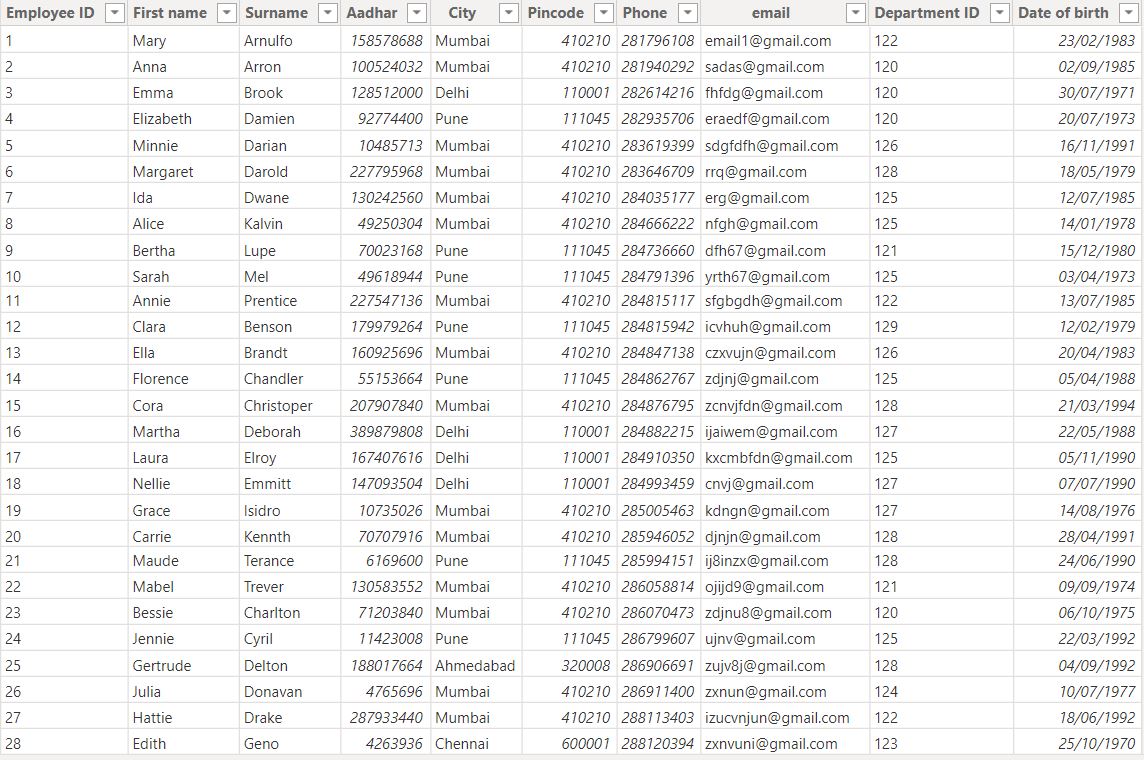 Employee ID First name Surname Aadhar City Pincode Phone email Department ID Date of birth
1 Mary Arnulfo 158578688 Mumbai 410210 281796108 email1@gmail.com 122 23/02/1983
2 Anna Arron 100524032 Mumbai 410210 281940292 sadas@gmail.com 120 02/09/1985
3 Emma Brook 128512000 Delhi 110001 282614216 fhfdg@gmail.com 120 30/07/1971
4 Elizabeth Damien 92774400 Pune 111045 282935706 eraedf@gmail.com 120 20/07/1973
5 Minnie Darian 10485713 Mumbai 410210 283619399 sdgfdfh@gmail.com 126 16/11/1991
6 Margaret Darold 227795968 Mumbai 410210 283646709 rrq@gmail.com 128 18/05/1979
7 Ida Dwane 130242560 Mumbai 410210 284035177 erg@gmail.com 125 12/07/1985
8 Alice Kalvin 49250304 Mumbai 410210 284666222 nfgh@gmail.com 125 14/01/1978
9 Bertha Lupe 70023168 Pune 111045 284736660 dfh67@gmail.com 121 15/12/1980
10 Sarah Mel 49618944 Pune 111045 284791396 yrth67@gmail.com 125 03/04/1973
11 Annie Prentice 227547136 Mumbai 410210 284815117 sfgbgdh@gmail.com 122 13/07/1985
12 Clara Benson 179979264 Pune 111045 284815942 icvhuh@gmail.com 129 12/02/1979
13 Ella Brandt 160925696 Mumbai 410210 284847138 czxvujn@gmail.com 126 20/04/1983
14 Florence Chandler 55153664 Pune 111045 284862767 zdjnj@gmail.com 125 05/04/1988
15 Cora Christoper 207907840 Mumbai 410210 284876795 zcnvjfdn@gmail.com 128 21/03/1994
16 Martha Deborah 389879808 Delhi 110001 284882215 ijaiwem@gmail.com 127 22/05/1988
17 Laura Elroy 167407616 Delhi 110001 284910350 kxcmbfdn@gmail.com 125 05/11/1990
18 Nellie Emmitt 147093504 Delhi 110001 284993459 cnvj@gmail.com 127 07/07/1990
19 Grace Isidro 10735026 Mumbai 410210 285005463 kdngn@gmail.com 127 14/08/1976
20 Carrie Kennth 70707916 Mumbai 410210 285946052 djnjn@gmail.com 128 28/04/1991
21 Maude Terance 6169600 Pune 111045 285994151 ij8inzx@gmail.com 128 24/06/1990
22 Mabel Trever 130583552 Mumbai 410210 286058814 ojijd9@gmail.com 121 09/09/1974
23 Bessie Charlton 71203840 Mumbai 410210 286070473 zdjnu8@gmail.com 120 06/10/1975
24 Jennie Cyril 11423008 Pune 111045 286799607 ujnv@gmail.com 125 22/03/1992
25 Gertrude Delton 188017664 Ahmedabad 320008 286906691 zujv8j@gmail.com 128 04/09/1992
26 Julia Donavan 4765696 Mumbai 410210 286911400 zxnun@gmail.com 124 10/07/1977
27 Hattie Drake 287933440 Mumbai 410210 288113403 izucvnjun@gmail.com 122 18/06/1992
28 Edith Geno 4263936 Chennai 600001 288120394 zxnvuni@gmail.com 123 25/10/1970